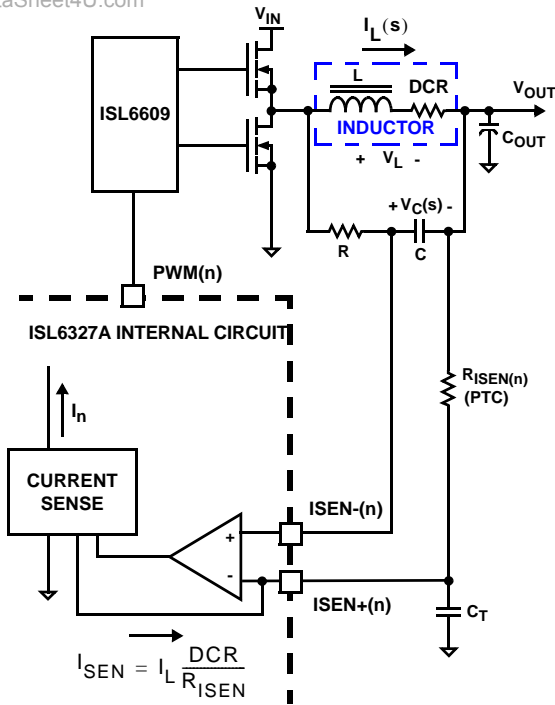 taSheet4U.com
V_IN
I_L(s)
L
DCR
V_OUT
ISL6609
INDUCTOR
C_OUT
+ V_L -
+ V_C(s) -
R
C
PWM(n)
ISL6327A INTERNAL CIRCUIT
R_ISEN(n)
(PTC)
I_n
CURRENT
SENSE
ISEN-(n)
+
-
ISEN+(n)
C_T
I_SEN = I_L DCR/R_ISEN